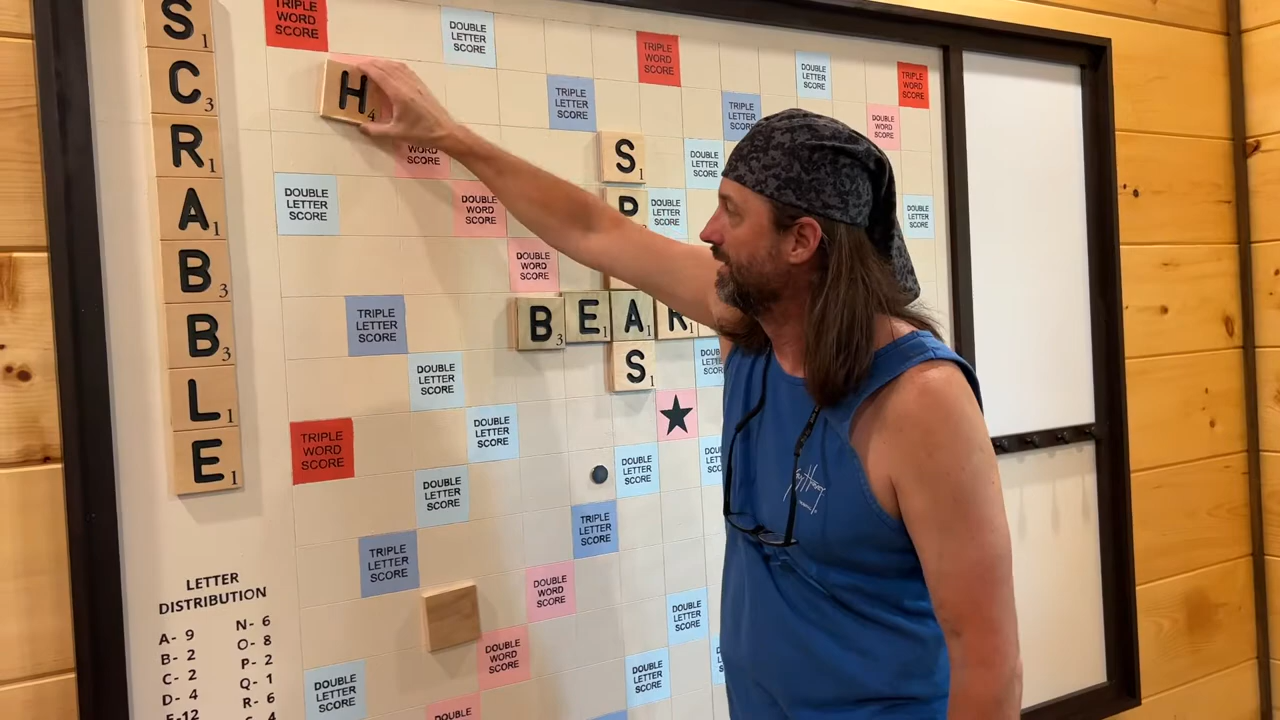 S1
C3
R1
A1
B3
B3
L1
E1
TRIPLE
WORD
SCORE
DOUBLE
LETTER
SCORE
TRIPLE
WORD
SCORE
DOUBLE
LETTER
SCORE
TRIPLE
WORD
SCORE
H4
TRIPLE
LETTER
SCORE
TRIPLE
LETTER
WORD
SCORE
S1
DOUBLE
LETTER
SCORE
DOUBLE
WORD
SCORE
DOUBLE
LETTER
SCORE
DOUBLE
WORD
SCORE
DOUBLE
LETTER
SCORE
DOUBLE
LETTER
SCORE
DOUBLE
WORD
SCORE
TRIPLE
LETTER
SCORE
B3 E1 A1 R1
S1
DOUBLE
LETTER
SCORE
TRIPLE
WORD
SCORE
DOUBLE
LETTER
SCORE
DOUBLE
LETTER
SCORE
DOUBLE
LETTER
SCORE
TRIPLE
LETTER
SCORE
TRIPLE
LETTER
SCORE
DOUBLE
WORD
SCORE
DOUBLE
LETTER
SCORE
DOUBLE
WORD
SCORE
DOUBLE
LETTER
SCORE
DOUBLE
LETTER
SCORE
DOUBLE
LETTER
DISTRIBUTION
A- 9
B- 2
C- 2
D- 4
E-12
N- 6
O- 8
P- 2
Q- 1
R- 6
S- 4